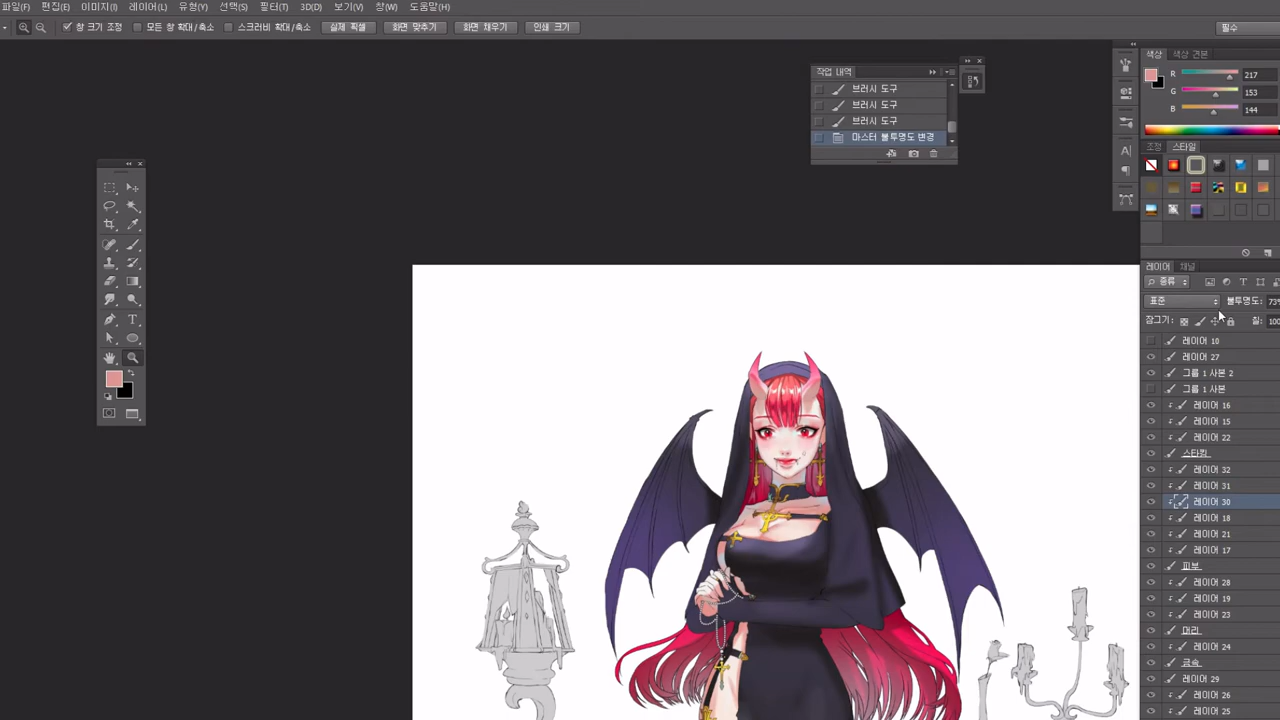 파일(F) 편집(E) 이미지(I) 레이어(L) 유형(Y) 선택(S) 필터(T) 3D(D) 보기(V) 창(W) 도움말(H)
창 크기 조정 모든 창 확대/축소 스크러비 확대/축소 실제 픽셀 화면 맞추기 화면 채우기 인쇄 크기 필수
작업 내역
브러시 도구
브러시 도구
브러시 도구
마스터 불투명도 변경
색상 색상 견본
R 217
G 153
B 144
조정 스타일
레이어 채널
종류
표준 불투명도: 73%
잠그기: 칠: 100
레이어 10
레이어 27
그룹 1 사본 2
그룹 1 사본
레이어 16
레이어 15
레이어 22
스타킹
레이어 32
레이어 31
레이어 30
레이어 18
레이어 21
레이어 17
피부
레이어 28
레이어 19
레이어 23
머리
레이어 24
금속
레이어 29
레이어 26
레이어 25